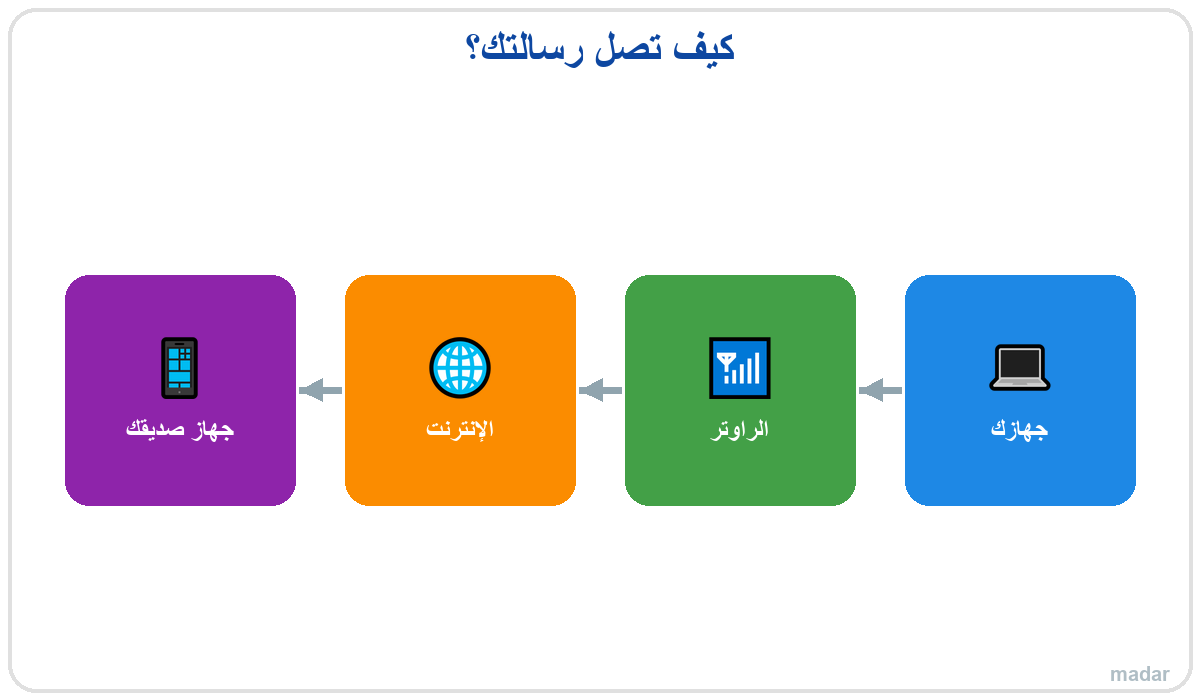 كيف تصل رسالتك؟
جهازك
الراوتر
الإنترنت
جهاز صديقك
madar